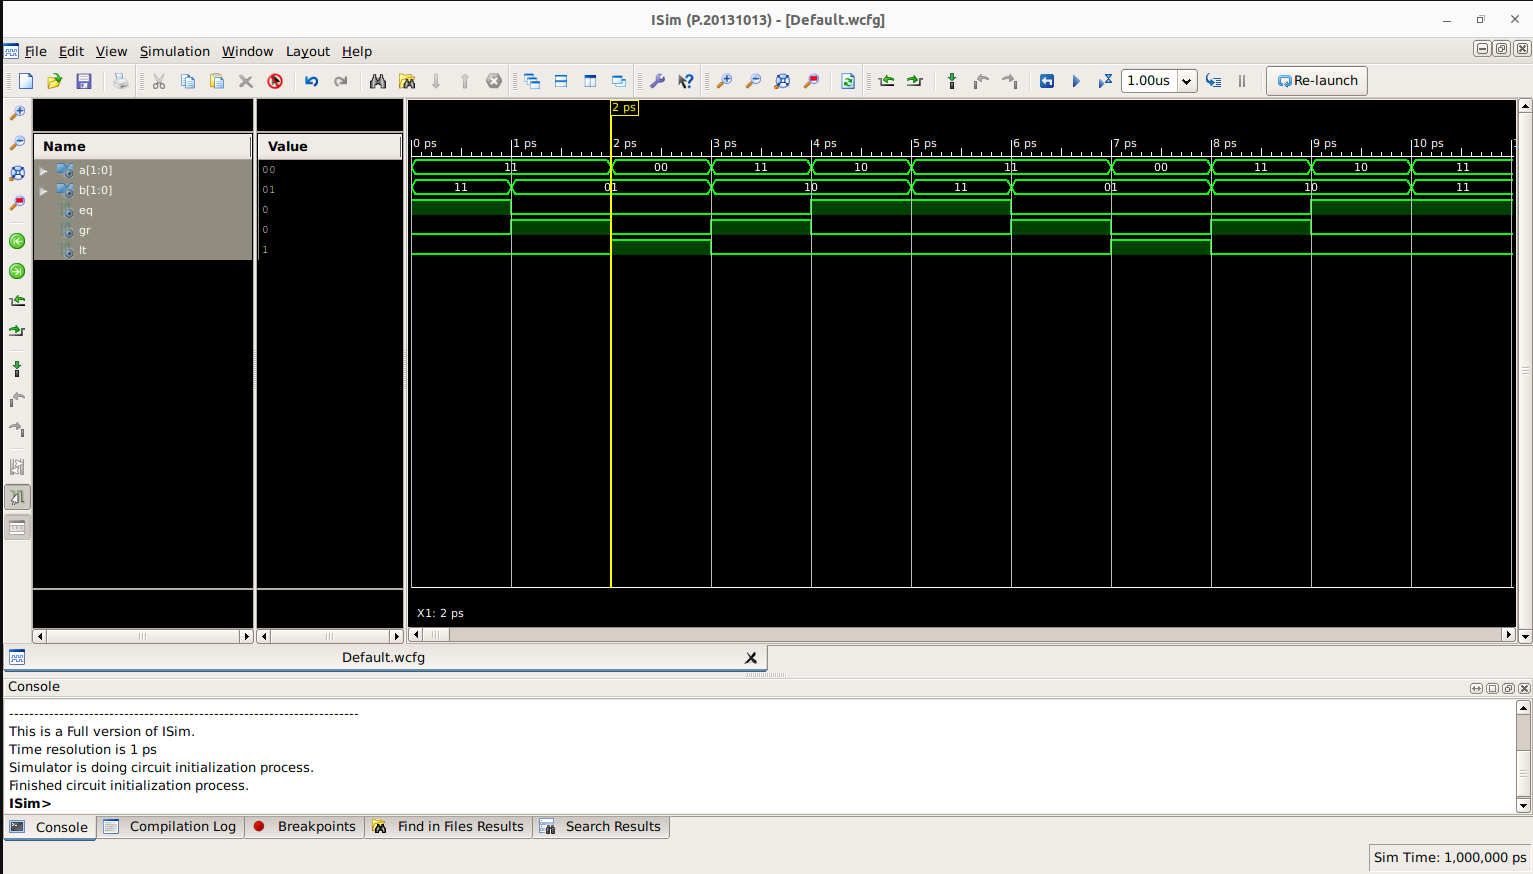 ISim (P.20131013) - [Default.wcfg]
File Edit View Simulation Window Layout Help
1.00us Re-launch
2 ps
Name Value
0 ps 1 ps 2 ps 3 ps 4 ps 5 ps 6 ps 7 ps 8 ps 9 ps 10 ps
a[1:0] 00 11 00 11 10 11 00 11 10 11
b[1:0] 01 11 01 10 11 01 10 11
eq 0
gr 0
lt 1
X1: 2 ps
Default.wcfg
Console
----------------------------------------------------------------------
This is a Full version of ISim.
Time resolution is 1 ps
Simulator is doing circuit initialization process.
Finished circuit initialization process.
ISim>
Console Compilation Log Breakpoints Find in Files Results Search Results
Sim Time: 1,000,000 ps